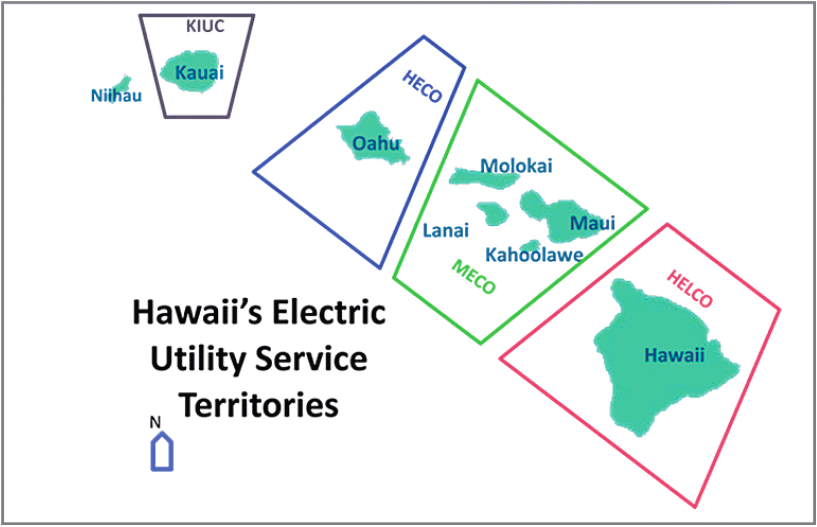 KIUC
Kauai
Niihau
HECO
Oahu
Molokai
Lanai
Maui
Kahoolawe
MECO
HELCO
Hawaii
Hawaii’s Electric
Utility Service
Territories
N